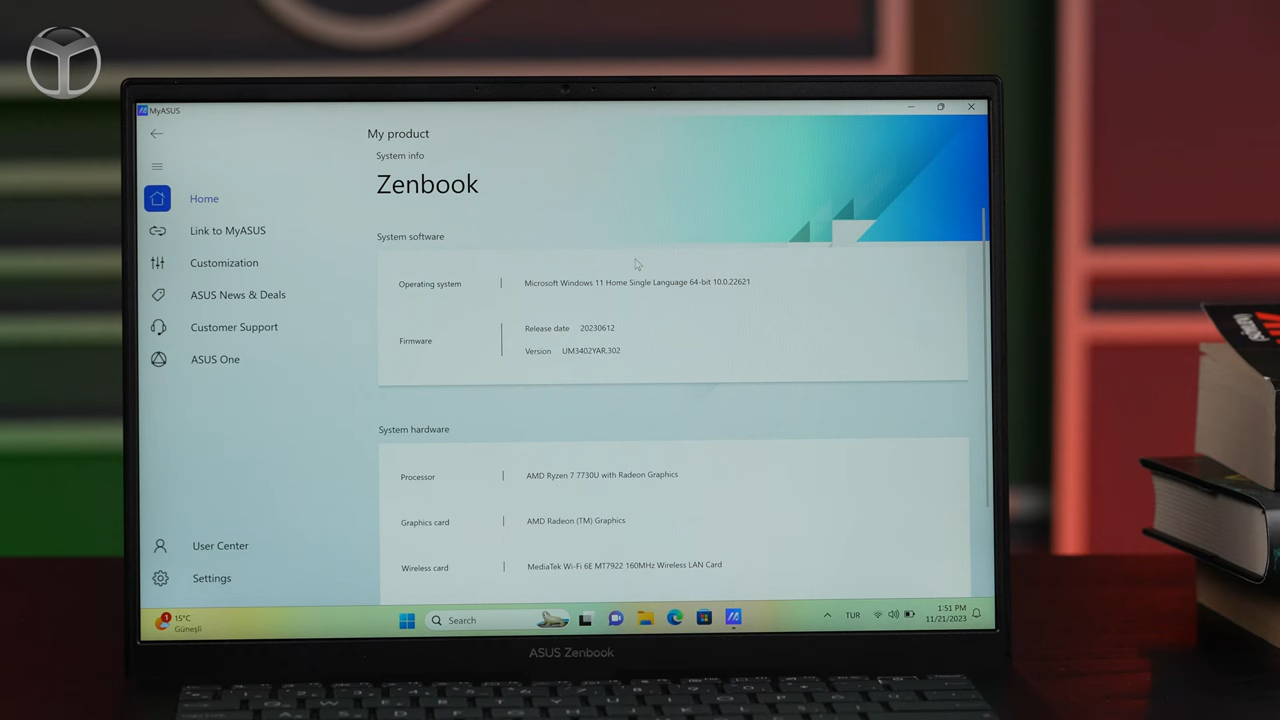 MyASUS
My product
System info
Zenbook
Home
Link to MyASUS
Customization
ASUS News & Deals
Customer Support
ASUS One
User Center
Settings
System software
Operating system
Microsoft Windows 11 Home Single Language 64-bit 10.0.22621
Firmware
Release date 20230612
Version UM3402YAR.302
System hardware
Processor
AMD Ryzen 7 7730U with Radeon Graphics
Graphics card
AMD Radeon (TM) Graphics
Wireless card
MediaTek Wi-Fi 6E MT7922 160MHz Wireless LAN Card
1
15°C
Güneşli
Search
TUR
1:51 PM
11/21/2023
ASUS Zenbook